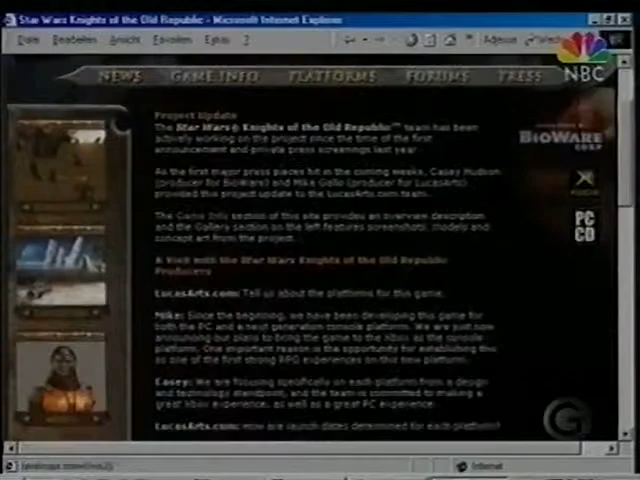 Star Wars Knights of the Old Republic - Microsoft Internet Explorer
Datei Bearbeiten Ansicht Favoriten Extras ?
NBC
NEWS GAME INFO PLATFORMS FORUMS PRESS
Project Update
The Star Wars® Knights of the Old Republic™ team has been
actively working on the project since the time of the first
announcement and private press screenings last year.
As the first major press pieces hit in the coming weeks, Casey Hudson
(producer for BioWare) and Mike Gallo (producer for LucasArts)
provided this project update to the LucasArts.com team.
The Game Info section of this site provides an overview description
and the Gallery section on the left features screenshots, models and
concept art from the project.
A Visit with the Star Wars Knights of the Old Republic
Producers
LucasArts.com: Tell us about the platforms for this game.
Mike: Since the beginning, we have been developing this game for
both the PC and a next generation console platform. We are just now
announcing our plans to bring the game to the Xbox as the console
platform. One important reason is the opportunity for establishing this
as one of the first strong RPG experiences on this new platform.
Casey: We are focusing specifically on each platform from a design
and technology standpoint, and the team is committed to making a
great Xbox experience, as well as a great PC experience.
LucasArts.com: How are launch dates determined for each platform?
BIOWARE
CORP
PC
CD
G
Internet